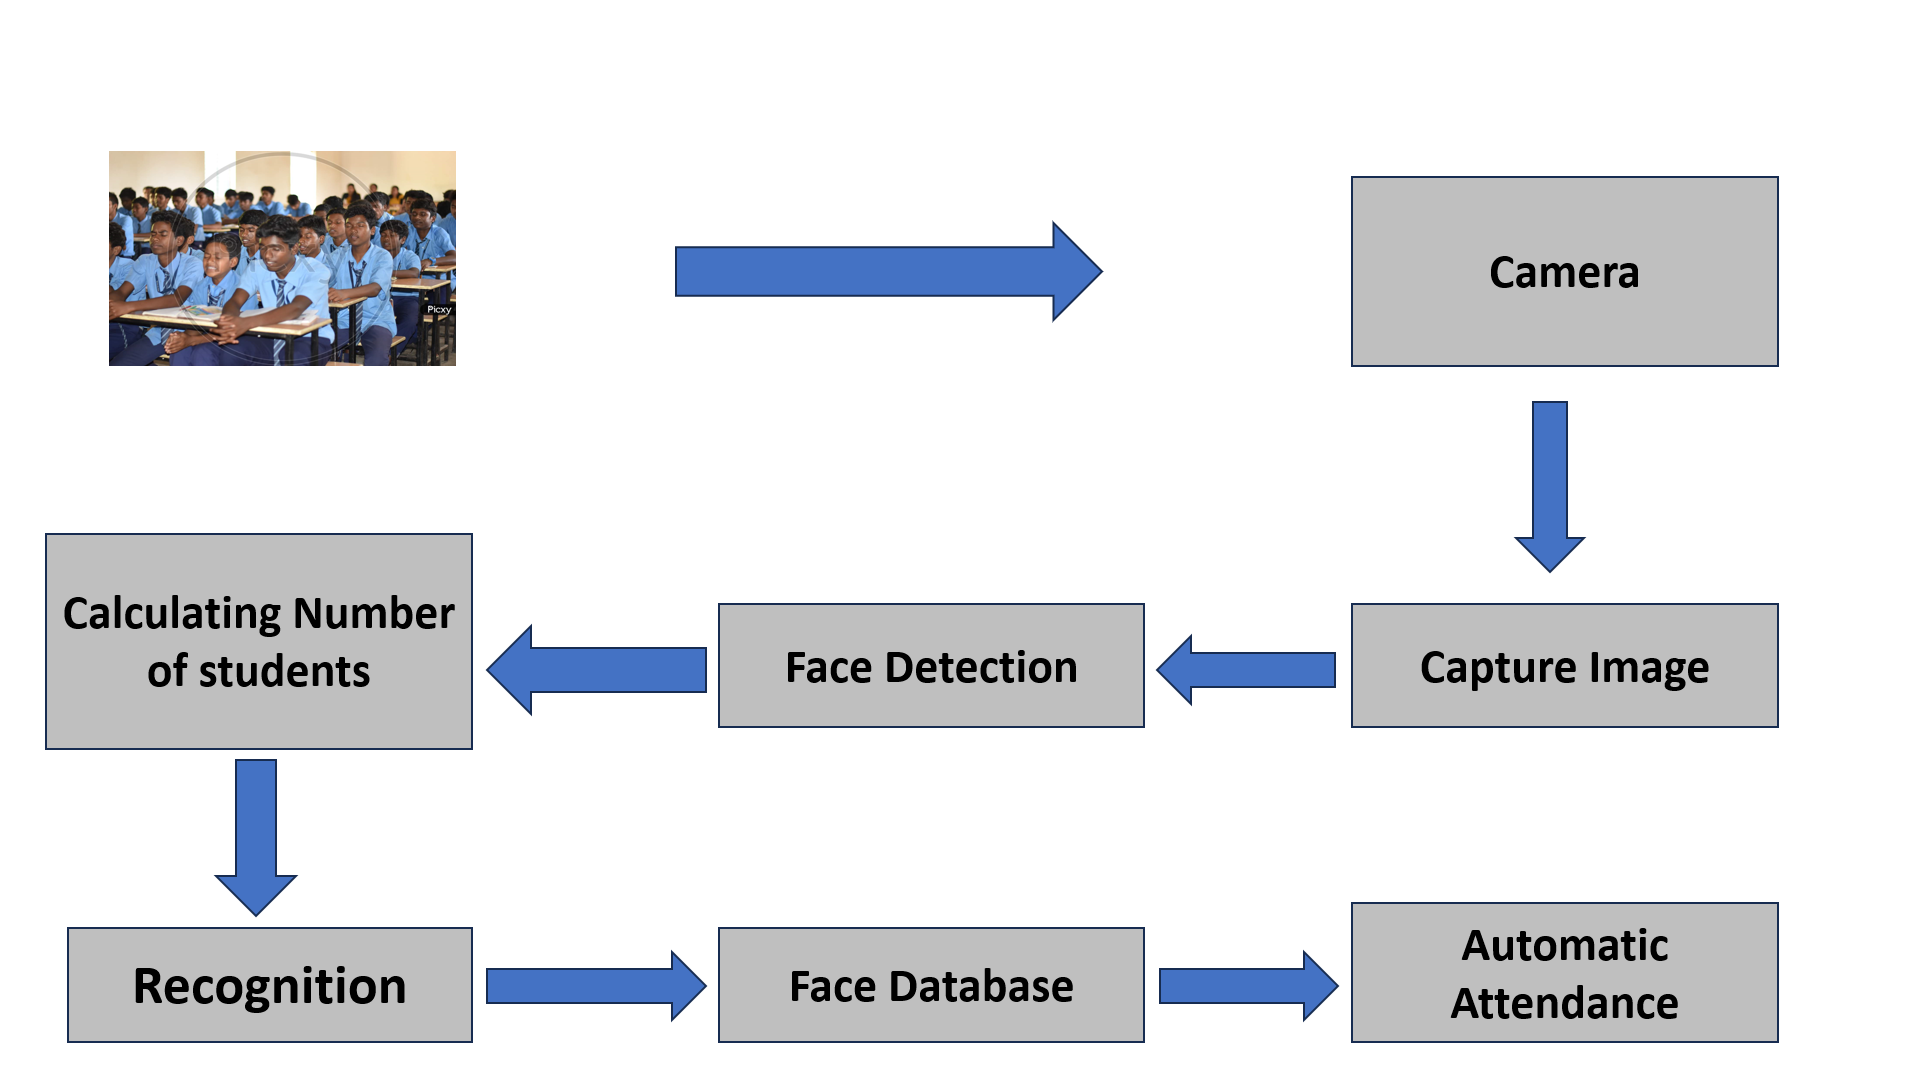 Picxy
Camera
Calculating Number
of students
Face Detection
Capture Image
Recognition
Face Database
Automatic
Attendance